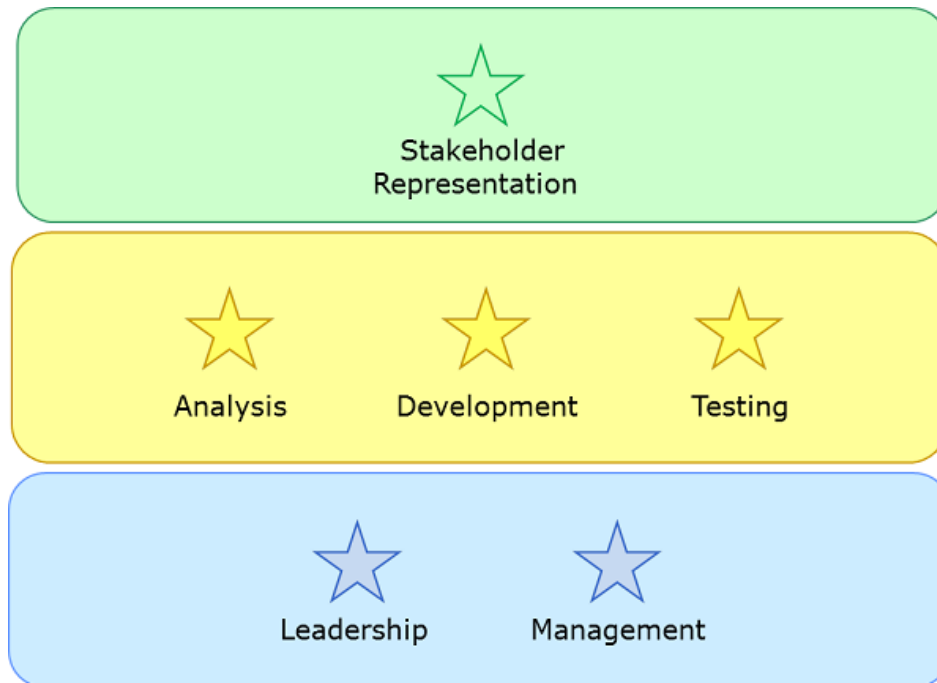 Stakeholder
Representation
Analysis Development Testing
Leadership Management